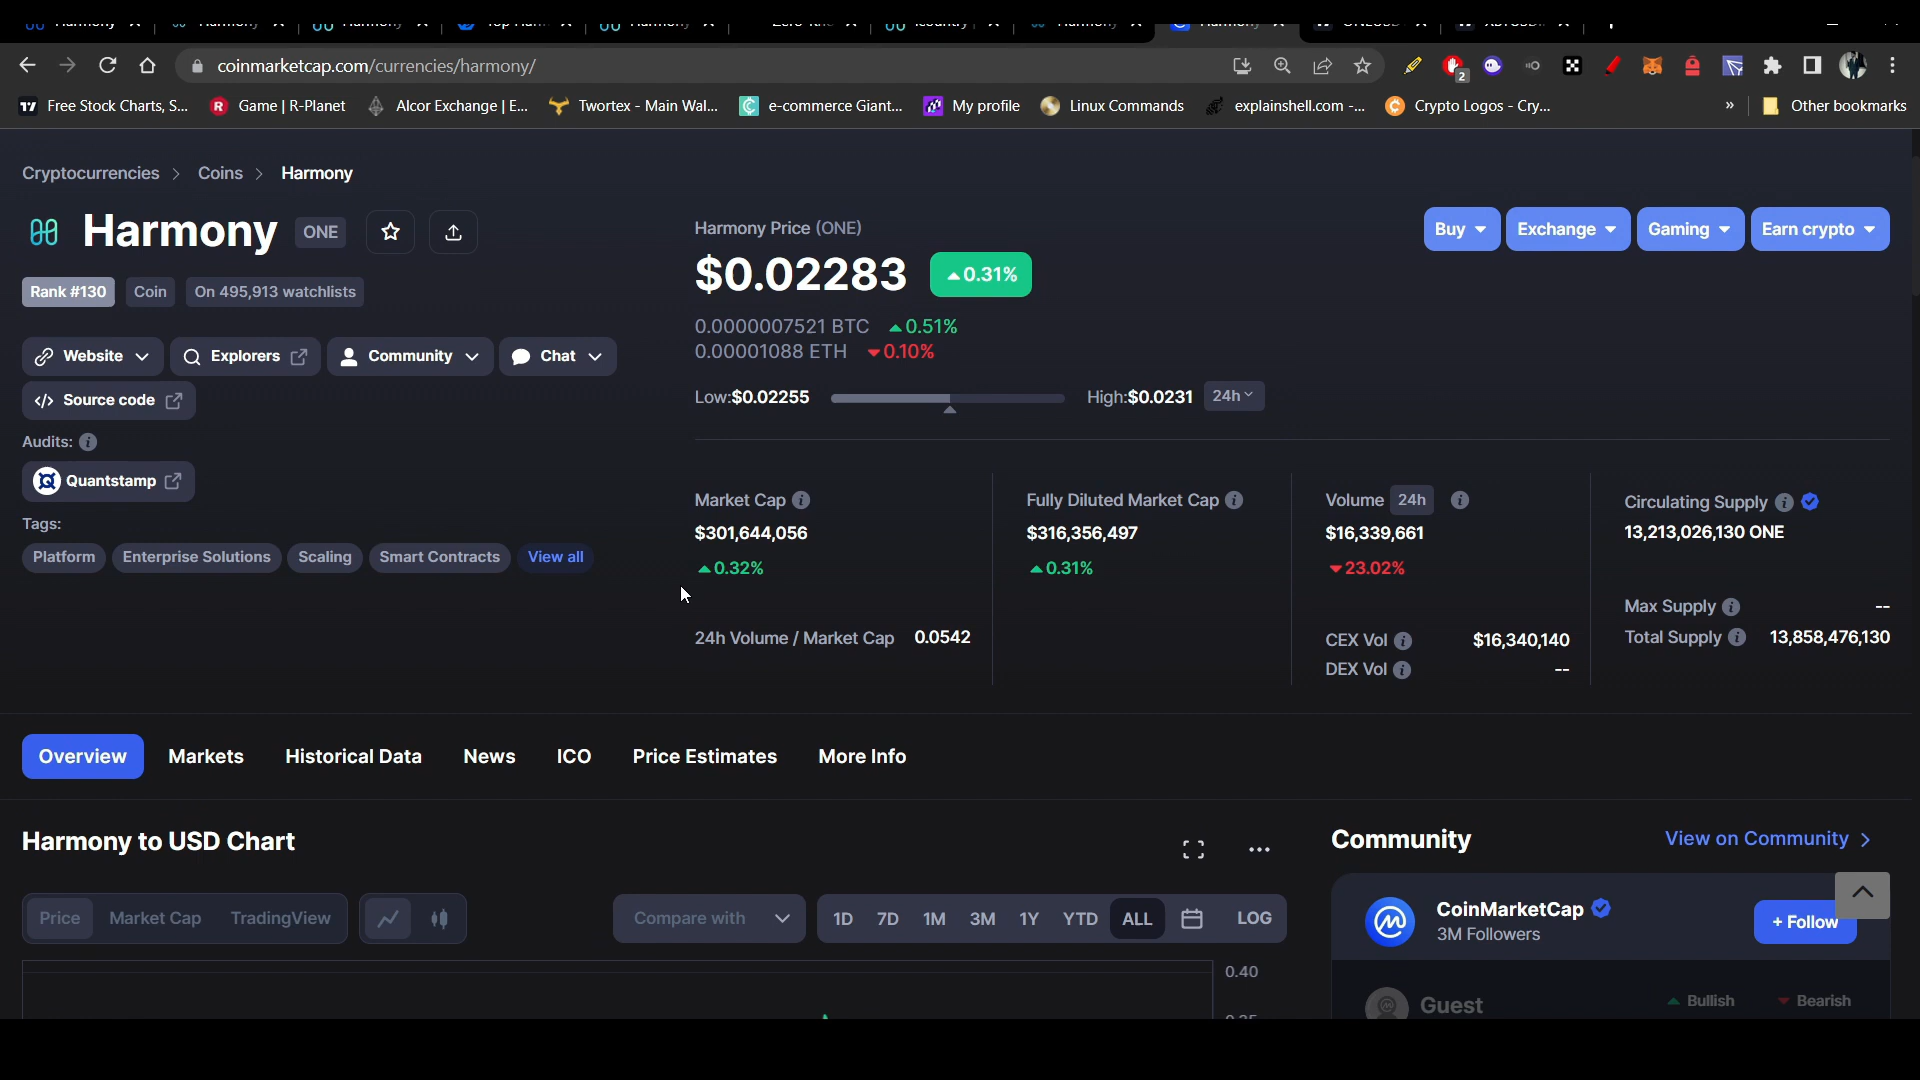 coinmarketcap.com/currencies/harmony/
2
Free Stock Charts, S...
Game | R-Planet
Alcor Exchange | E...
Twortex - Main Wal...
e-commerce Giant...
My profile
Linux Commands
explainshell.com -...
Crypto Logos - Cry...
»
Other bookmarks
Cryptocurrencies > Coins > Harmony
Harmony ONE
Rank #130 Coin On 495,913 watchlists
Website Explorers Community Chat
Source code
Audits:
Quantstamp
Tags:
Platform Enterprise Solutions Scaling Smart Contracts View all
Harmony Price (ONE)
$0.02283 0.31%
0.0000007521 BTC 0.51%
0.00001088 ETH 0.10%
Low:$0.02255 High:$0.0231 24h
Buy Exchange Gaming Earn crypto
Market Cap
$301,644,056
0.32%
24h Volume / Market Cap 0.0542
Fully Diluted Market Cap
$316,356,497
0.31%
Volume 24h
$16,339,661
23.02%
CEX Vol $16,340,140
DEX Vol --
Circulating Supply
13,213,026,130 ONE
Max Supply --
Total Supply 13,858,476,130
Overview Markets Historical Data News ICO Price Estimates More Info
Harmony to USD Chart
Price Market Cap TradingView
Compare with
1D 7D 1M 3M 1Y YTD ALL LOG
0.40
Community View on Community >
CoinMarketCap
3M Followers
+ Follow
Guest Bullish Bearish